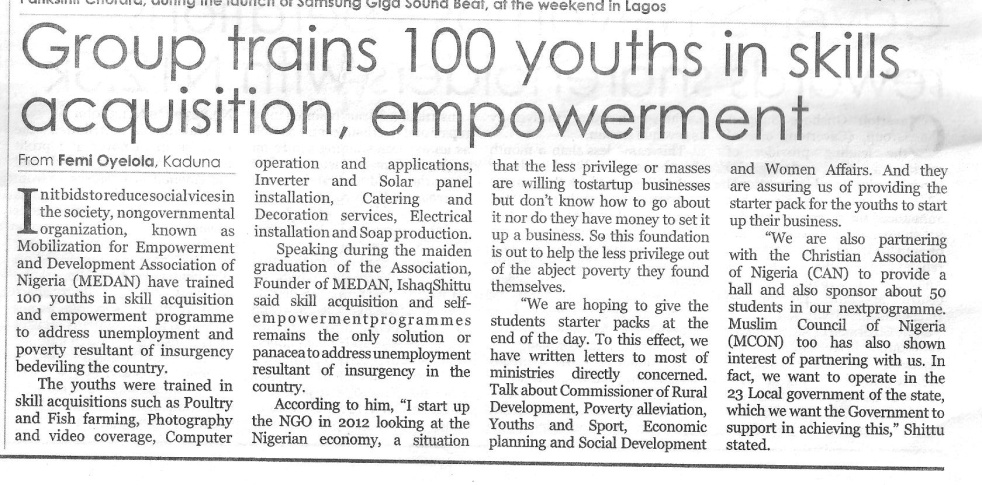 during the launch of Samsung Giga Sound Beat, at the weekend in Lagos
Group trains 100 youths in skills
acquisition, empowerment
From Femi Oyelola, Kaduna
Init bids to reduce social vices in
the society, nongovernmental
organization, known as
Mobilization for Empowerment
and Development Association of
Nigeria (MEDAN) have trained
100 youths in skill acquisition
and empowerment programme
to address unemployment and
poverty resultant of insurgency
bedeviling the country.
The youths were trained in
skill acquisitions such as Poultry
and Fish farming, Photography
and video coverage, Computer
operation and applications,
Inverter and Solar panel
installation, Catering and
Decoration services, Electrical
installation and Soap production.
Speaking during the maiden
graduation of the Association,
Founder of MEDAN, IshaqShittu
said skill acquisition and self-
empowerment programmes
remains the only solution or
panacea to address unemployment
resultant of insurgency in the
country.
According to him, "I start up
the NGO in 2012 looking at the
Nigerian economy, a situation
that the less privilege or masses
are willing tostartup businesses
but don't know how to go about
it nor do they have money to set it
up a business. So this foundation
is out to help the less privilege out
of the abject poverty they found
themselves.
"We are hoping to give the
students starter packs at the
end of the day. To this effect, we
have written letters to most of
ministries directly concerned.
Talk about Commissioner of Rural
Development, Poverty alleviation,
Youths and Sport, Economic
planning and Social Development
and Women Affairs. And they
are assuring us of providing the
starter pack for the youths to start
up their business.
"We are also partnering
with the Christian Association
of Nigeria (CAN) to provide a
hall and also sponsor about 50
students in our nextprogramme.
Muslim Council of Nigeria
(MCON) too has also shown
interest of partnering with us. In
fact, we want to operate in the
23 Local government of the state,
which we want the Government to
support in achieving this," Shittu
stated.